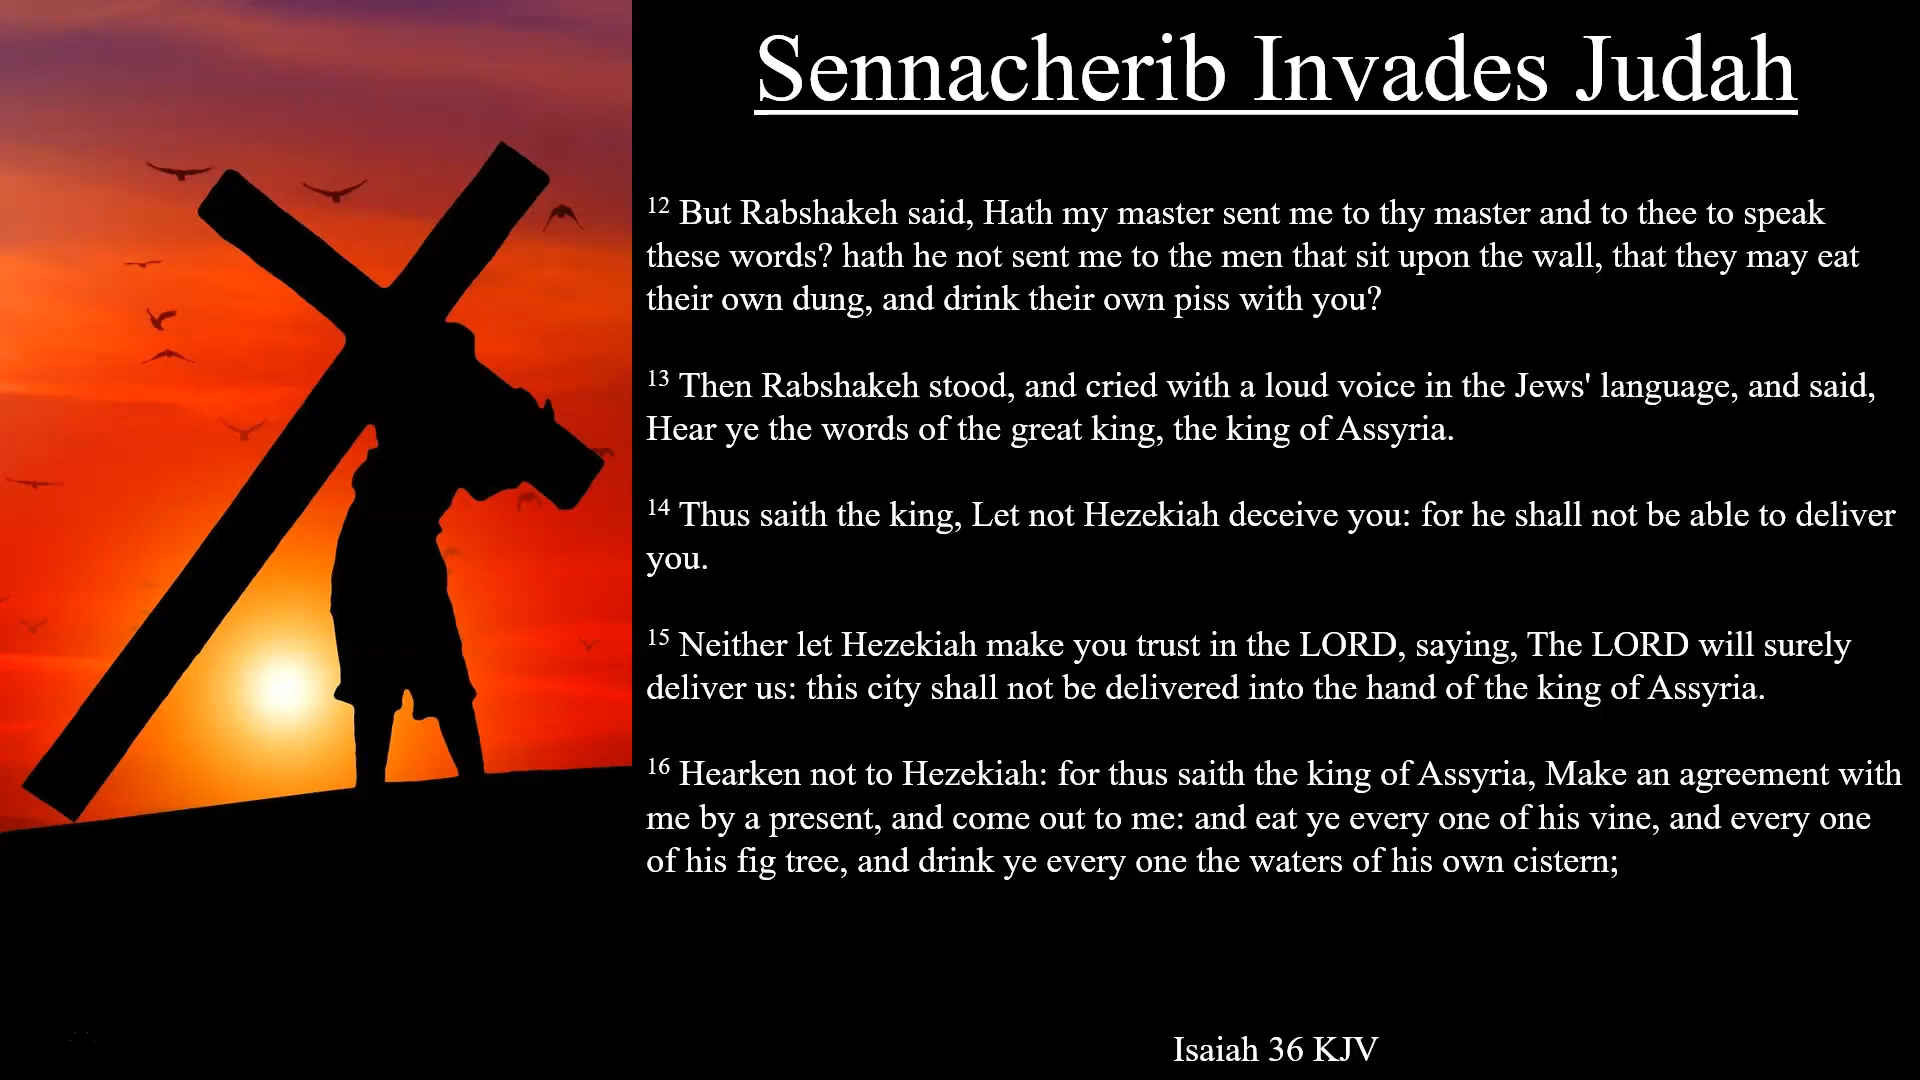 Sennacherib Invades Judah
12 But Rabshakeh said, Hath my master sent me to thy master and to thee to speak
these words? hath he not sent me to the men that sit upon the wall, that they may eat
their own dung, and drink their own piss with you?
13 Then Rabshakeh stood, and cried with a loud voice in the Jews' language, and said,
Hear ye the words of the great king, the king of Assyria.
14 Thus saith the king, Let not Hezekiah deceive you: for he shall not be able to deliver
you.
15 Neither let Hezekiah make you trust in the LORD, saying, The LORD will surely
deliver us: this city shall not be delivered into the hand of the king of Assyria.
16 Hearken not to Hezekiah: for thus saith the king of Assyria, Make an agreement with
me by a present, and come out to me: and eat ye every one of his vine, and every one
of his fig tree, and drink ye every one the waters of his own cistern;
Isaiah 36 KJV